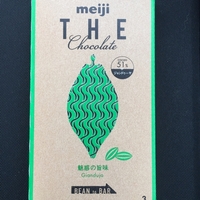 meiji
THE
Chocolate
51%
魅惑の旨味
Gianduja
BEAN to BAR